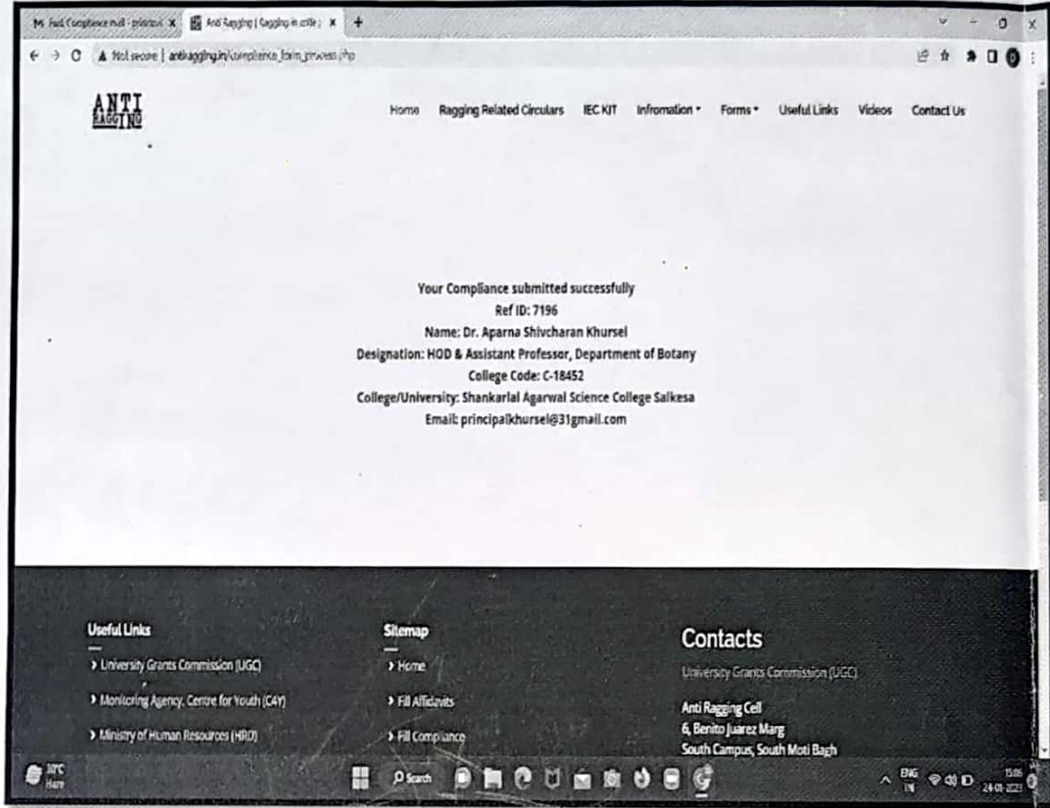 Not secure | antiragging.in/compliance_form_process.php
ANTI
RAGGING
Home Ragging Related Circulars IEC KIT Infromation Forms Useful Links Videos Contact Us
Your Compliance submitted successfully
Ref ID: 7196
Name: Dr. Aparna Shivcharan Khursel
Designation: HOD & Assistant Professor, Department of Botany
College Code: C-18452
College/University: Shankarlal Agarwal Science College Salkesa
Email: principalkhursel@31gmail.com
Useful Links
University Grants Commission (UGC)
Monitoring Agency, Centre for Youth (C4Y)
Ministry of Human Resources (HRD)
Sitemap
Home
Fill Affidavits
Fill Compliance
Contacts
University Grants Commission (UGC)
Anti Ragging Cell
6, Benito Juarez Marg
South Campus, South Moti Bagh
30°C
Haze
Search
ENG
IN
15:06
24-01-2023